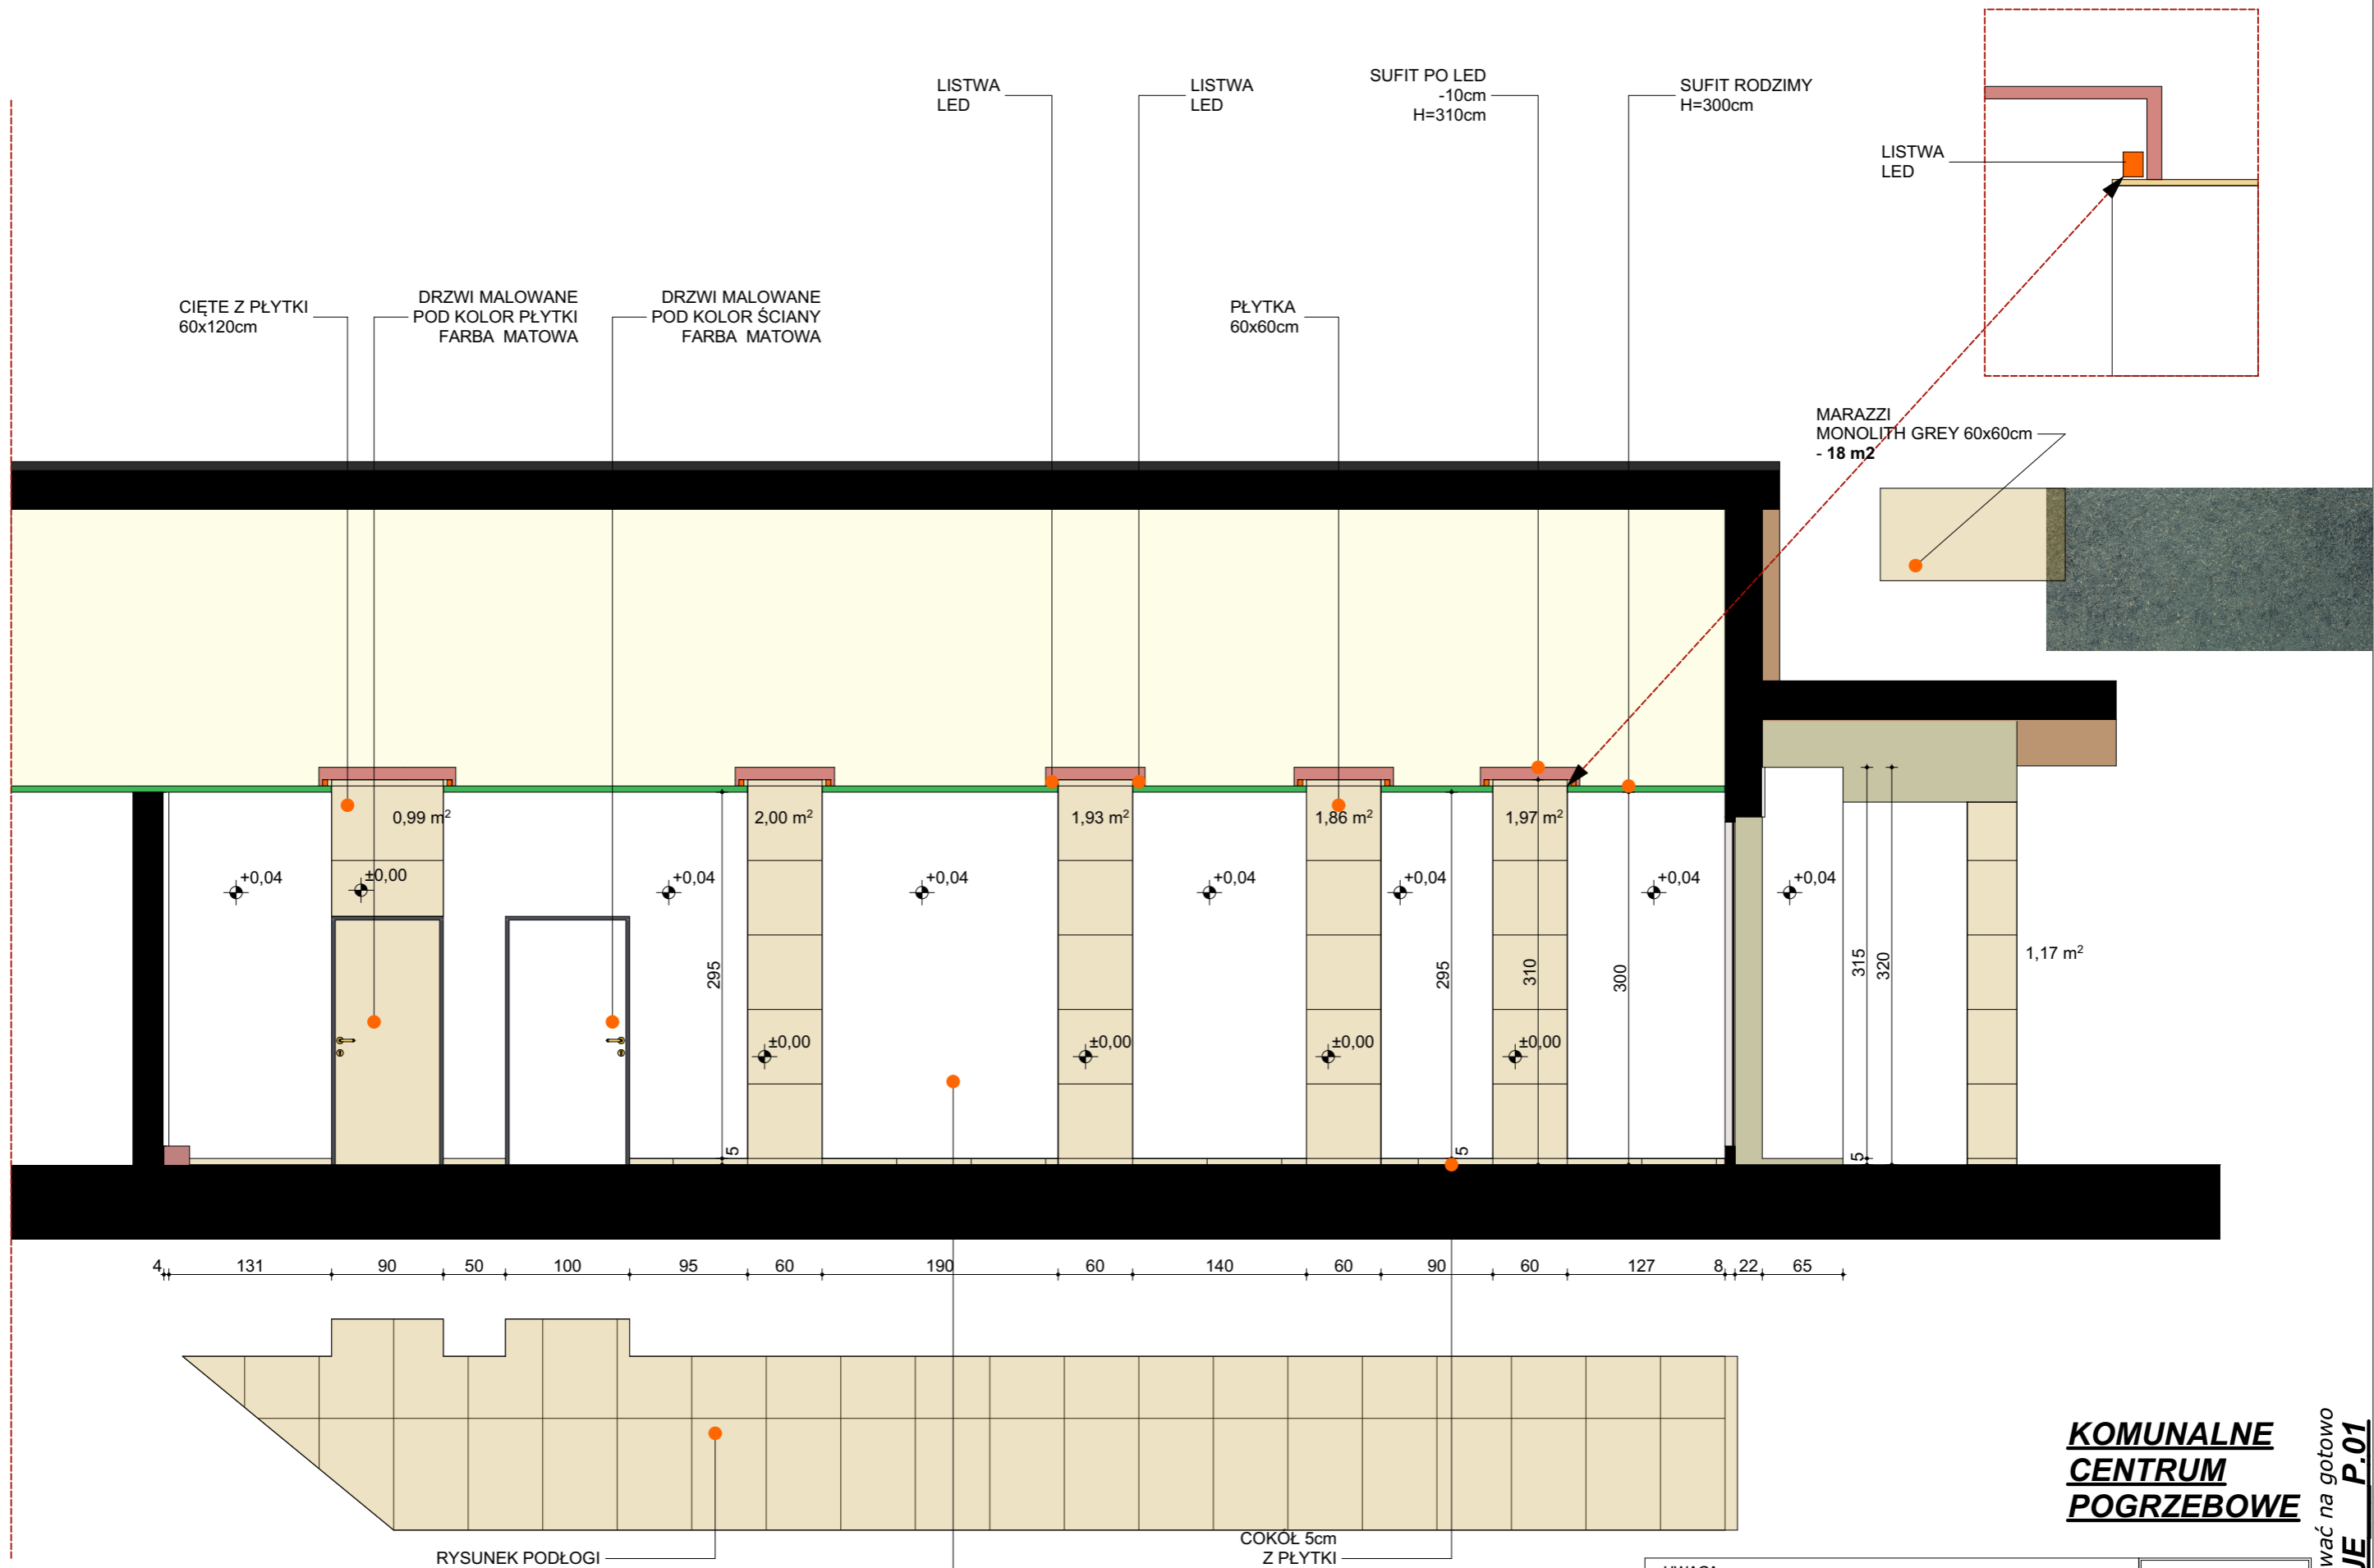 LISTWA
LED
LISTWA
LED
SUFIT PO LED
-10cm
H=310cm
SUFIT RODZIMY
H=300cm
LISTWA
LED
CIĘTE Z PŁYTKI
60x120cm
DRZWI MALOWANE
POD KOLOR PŁYTKI
FARBA MATOWA
DRZWI MALOWANE
POD KOLOR ŚCIANY
FARBA MATOWA
PŁYTKA
60x60cm
MARAZZI
MONOLITH GREY 60x60cm
- 18 m2
0,99 m²
2,00 m²
1,93 m²
1,86 m²
1,97 m²
+0,04
±0,00
+0,04
+0,04
+0,04
+0,04
+0,04
+0,04
295
295
310
300
315
320
1,17 m²
±0,00
±0,00
±0,00
±0,00
5
5
5
4
131
90
50
100
95
60
190
60
140
60
90
60
127
8
22
65
KOMUNALNE
CENTRUM
POGRZEBOWE
wać na gotowo
P.01
RYSUNEK PODŁOGI
COKÓŁ 5cm
Z PŁYTKI